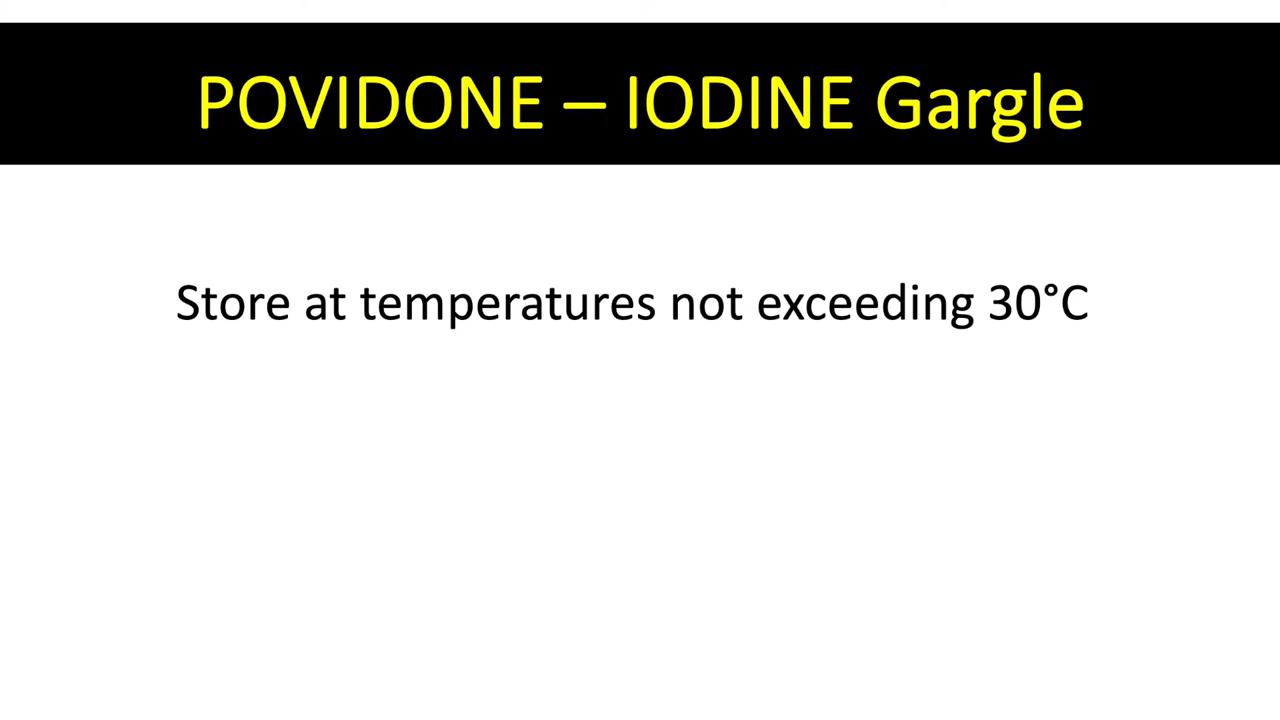 POVIDONE – IODINE Gargle
Store at temperatures not exceeding 30°C